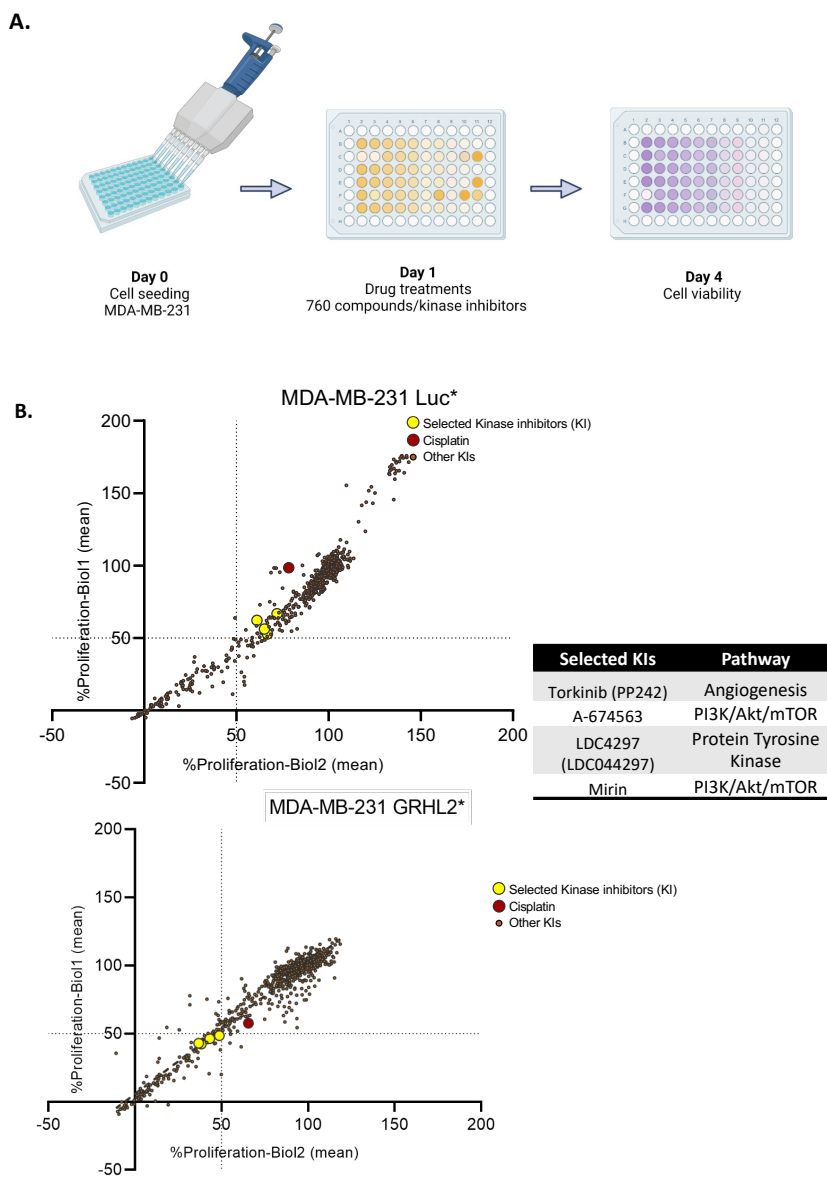 A.
Day 0
Cell seeding
MDA-MB-231
Day 1
Drug treatments
760 compounds/kinase inhibitors
Day 4
Cell viability
B.
MDA-MB-231 Luc*
Selected Kinase inhibitors (KI)
Cisplatin
Other KIs
%Proliferation-Biol1 (mean)
200
150
100
50
-50
-50
50
100
150
200
%Proliferation-Biol2 (mean)
Selected KIs Pathway
Torkinib (PP242) Angiogenesis
A-674563 PI3K/Akt/mTOR
LDC4297 Protein Tyrosine
(LDC044297) Kinase
Mirin PI3K/Akt/mTOR
MDA-MB-231 GRHL2*
Selected Kinase inhibitors (KI)
Cisplatin
Other KIs
%Proliferation-Biol1 (mean)
200
150
100
50
-50
-50
50
100
150
200
%Proliferation-Biol2 (mean)